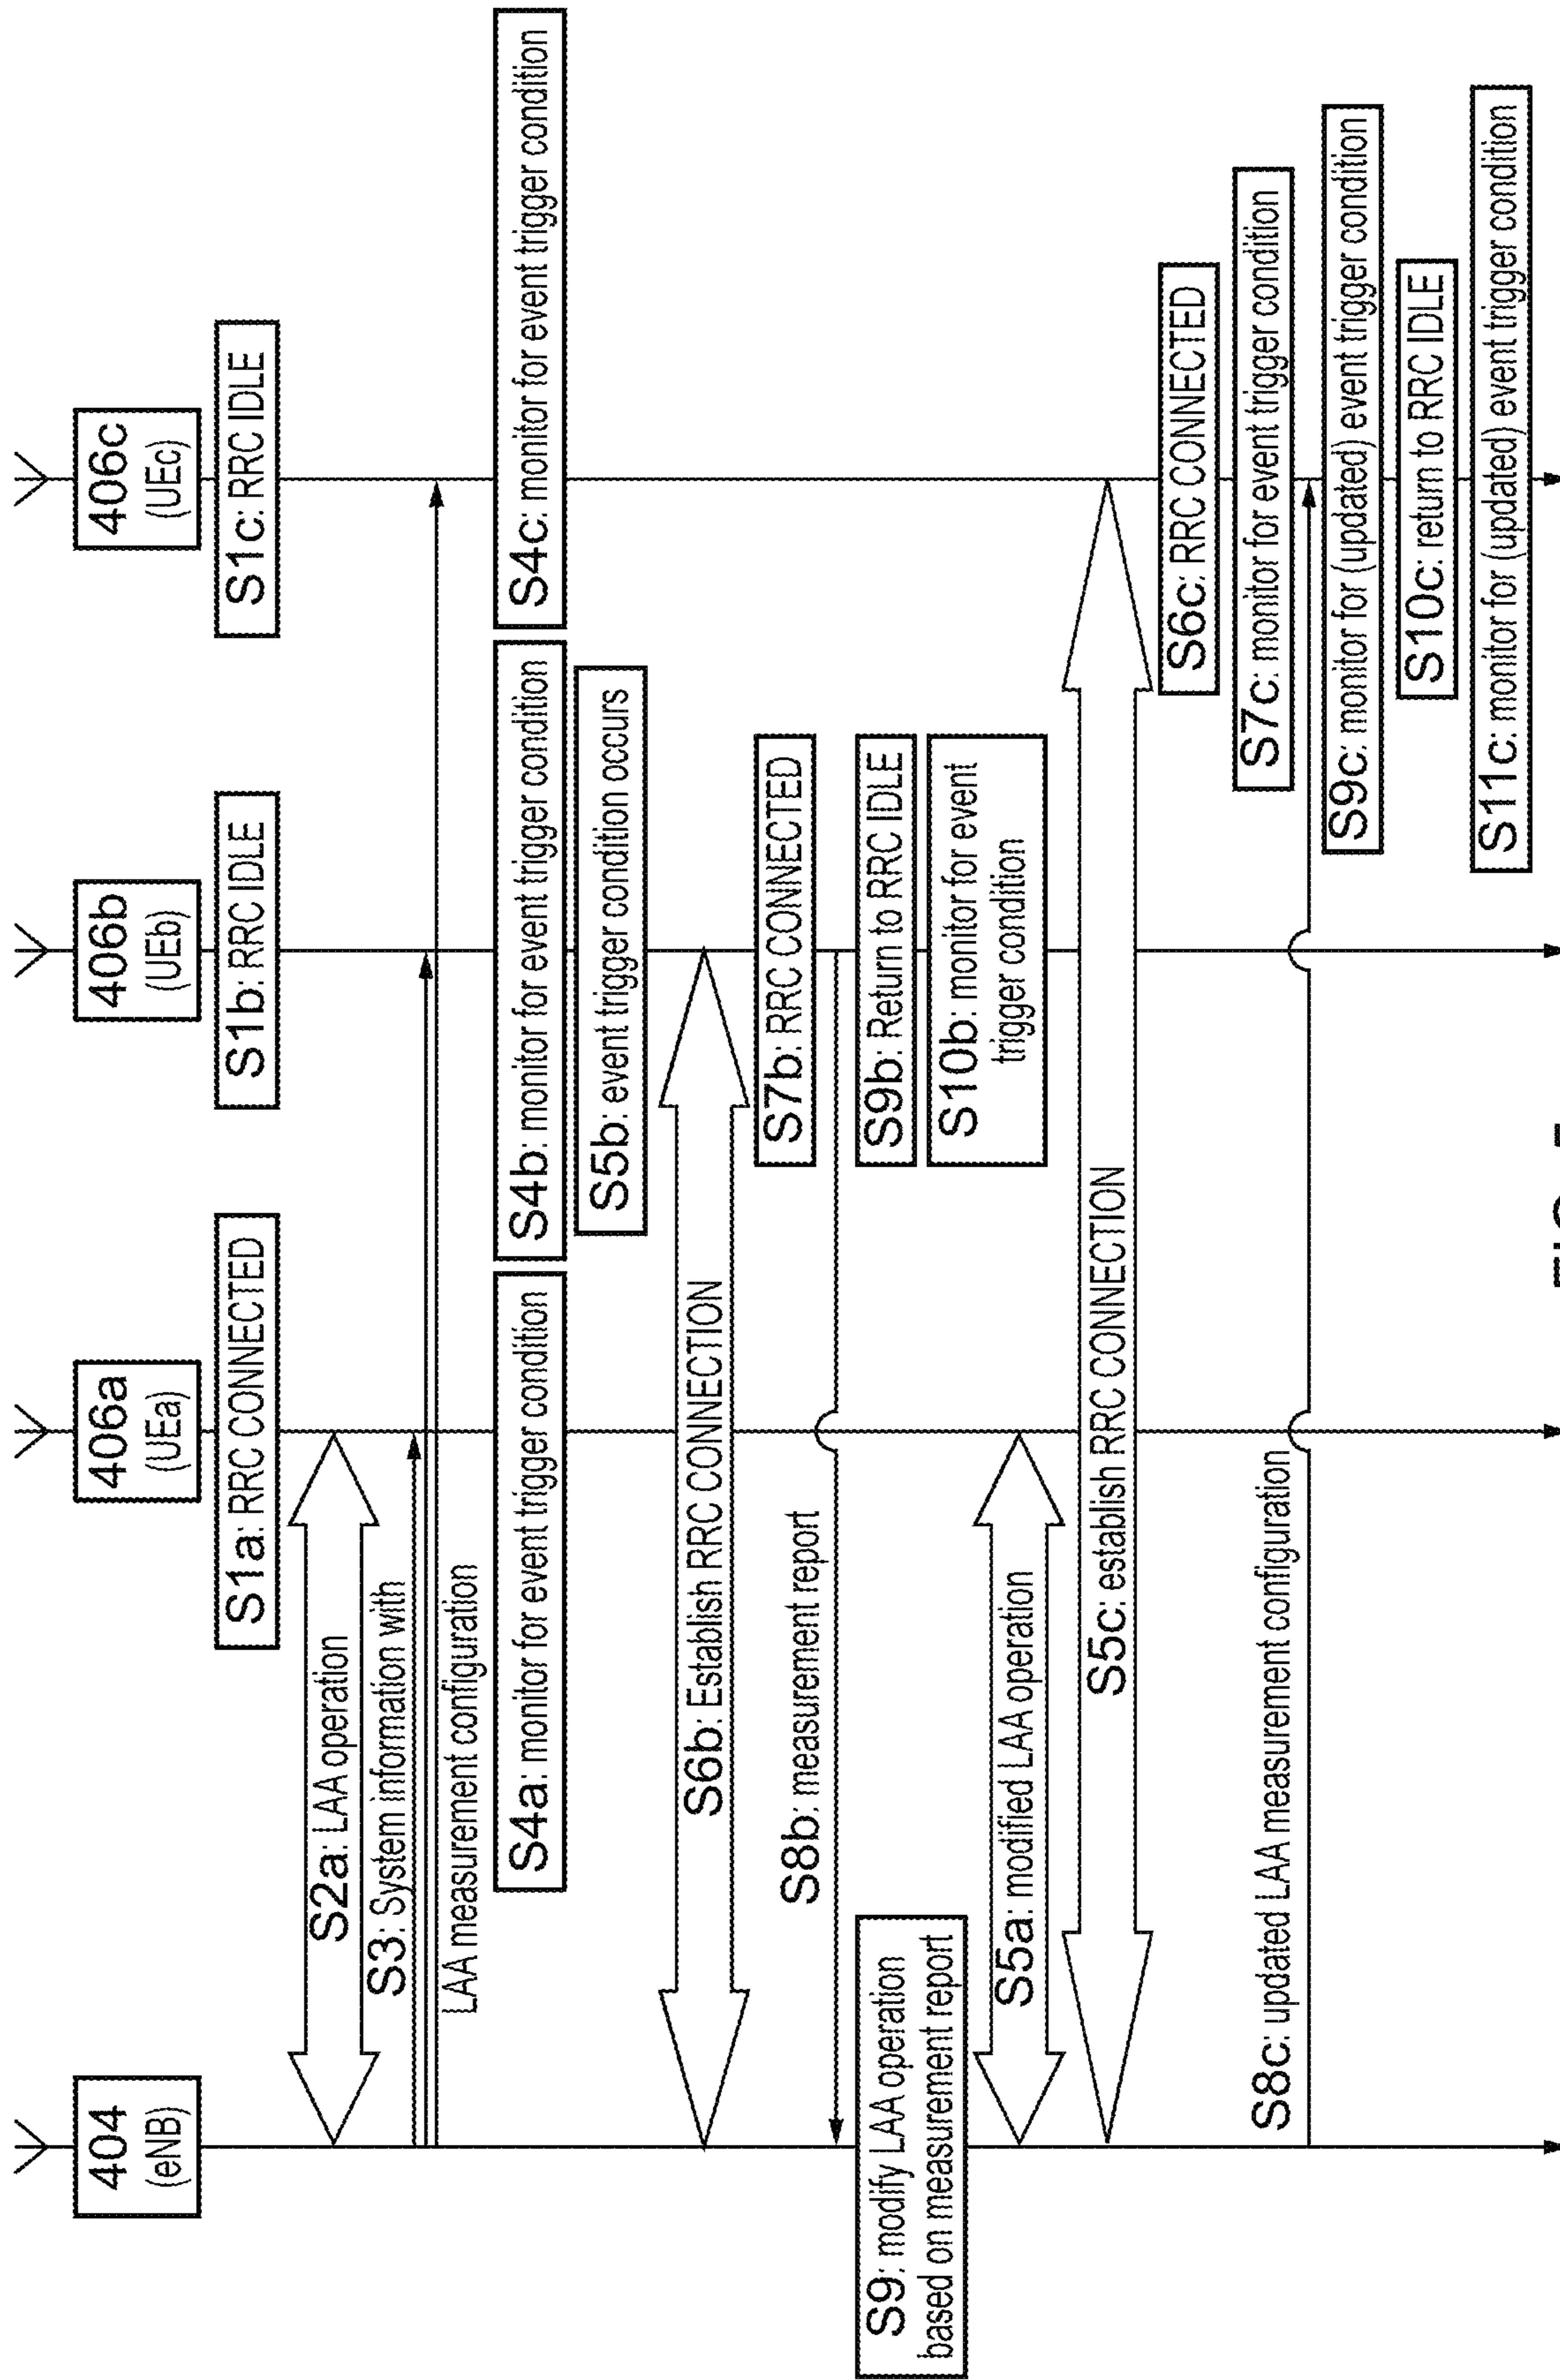 404
(eNB)
406a
(UEa)
406b
(UEb)
406c
(UEc)
S1a: RRC CONNECTED
S1b: RRC IDLE
S1c: RRC IDLE
S2a: LAA operation
S3: System information with
LAA measurement configuration
S4a: monitor for event trigger condition
S4b: monitor for event trigger condition
S4c: monitor for event trigger condition
S5b: event trigger condition occurs
S6b: Establish RRC CONNECTION
S7b: RRC CONNECTED
S8b: measurement report
S9: modify LAA operation
based on measurement report
S9b: Return to RRC IDLE
S10b: monitor for event
trigger condition
S5a: modified LAA operation
S5c: establish RRC CONNECTION
S6c: RRC CONNECTED
S7c: monitor for event trigger condition
S8c: updated LAA measurement configuration
S9c: monitor for (updated) event trigger condition
S10c: return to RRC IDLE
S11c: monitor for (updated) event trigger condition